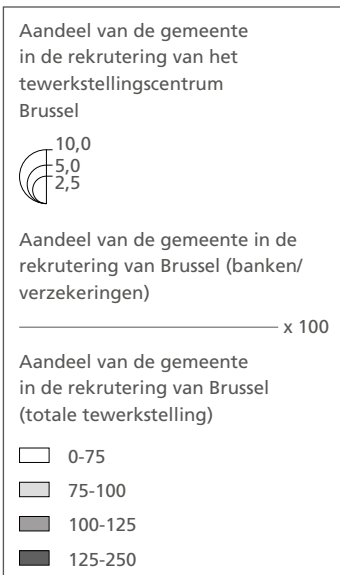 Aandeel van de gemeente
in de rekrutering van het
tewerkstellingscentrum
Brussel
10,0
5,0
2,5
Aandeel van de gemeente in de
rekrutering van Brussel (banken/
verzekeringen)
x 100
Aandeel van de gemeente
in de rekrutering van Brussel
(totale tewerkstelling)
0-75
75-100
100-125
125-250